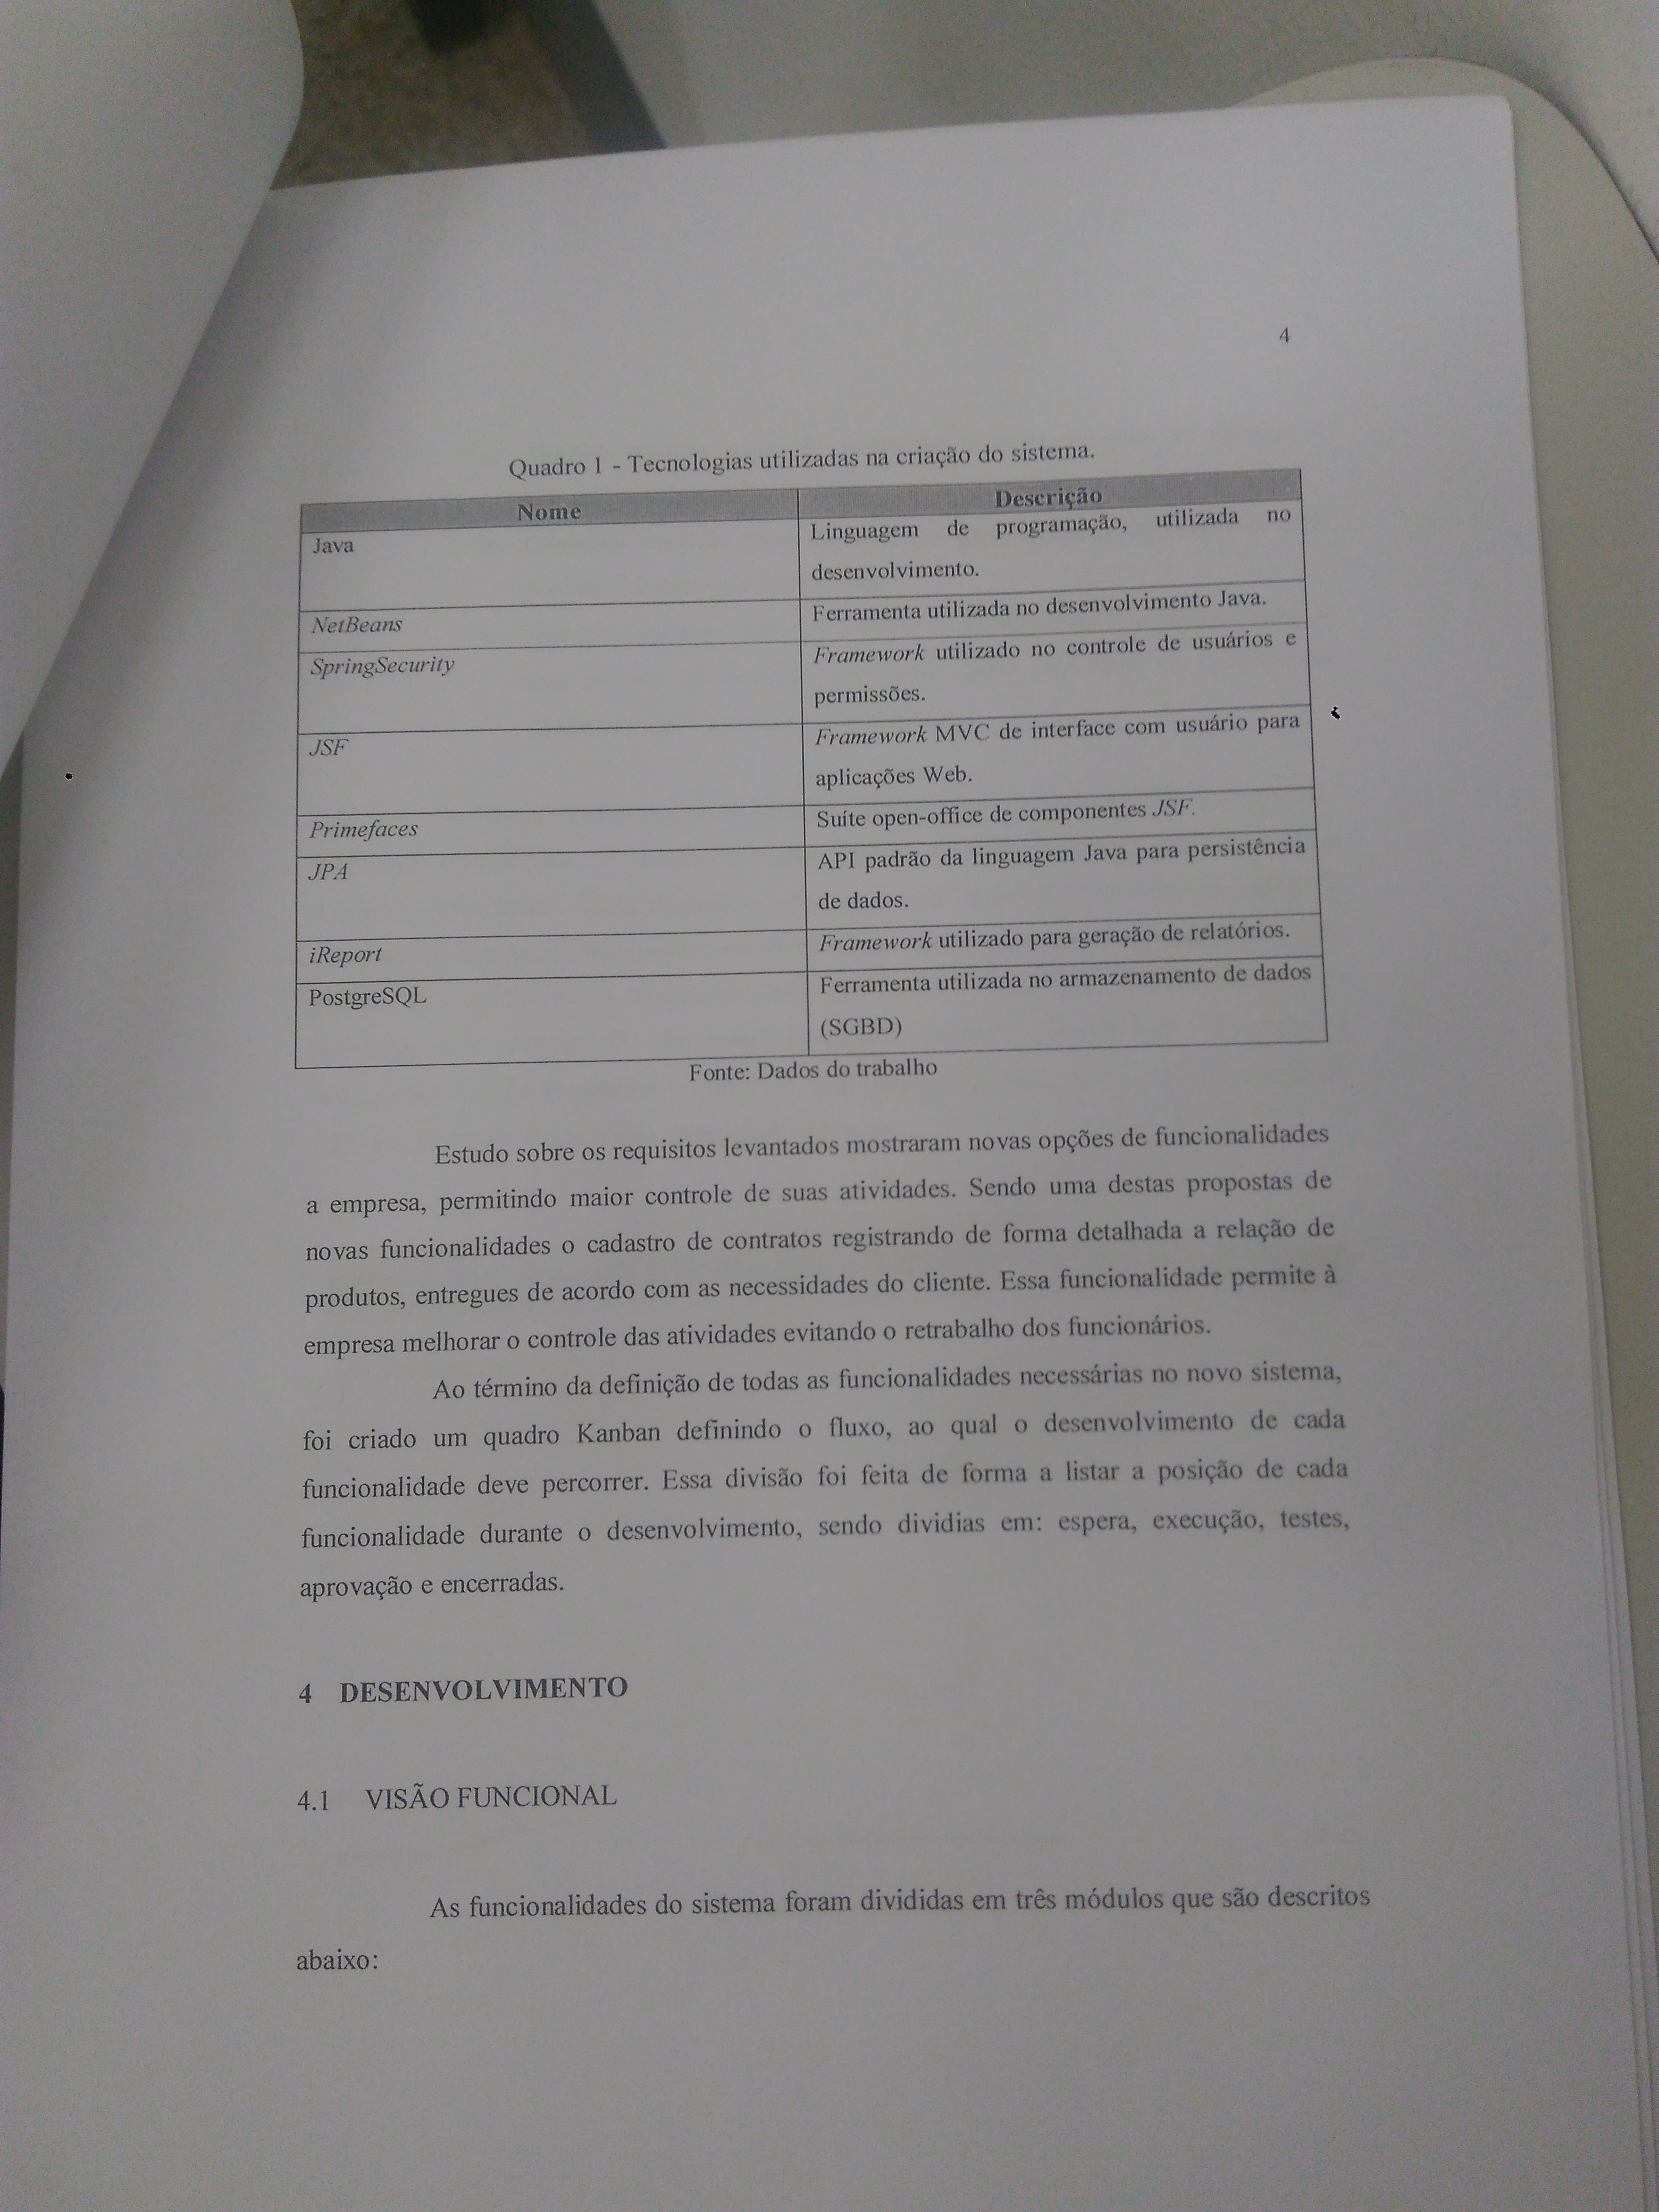 4
Quadro 1 - Tecnologias utilizadas na criação do sistema.
Nome Descrição
Java Linguagem de programação, utilizada no
desenvolvimento.
NetBeans Ferramenta utilizada no desenvolvimento Java.
SpringSecurity Framework utilizado no controle de usuários e
permissões.
JSF Framework MVC de interface com usuário para
aplicações Web.
Primefaces Suíte open-office de componentes JSF.
JPA API padrão da linguagem Java para persistência
de dados.
iReport Framework utilizado para geração de relatórios.
PostgreSQL Ferramenta utilizada no armazenamento de dados
(SGBD)
Fonte: Dados do trabalho
Estudo sobre os requisitos levantados mostraram novas opções de funcionalidades
a empresa, permitindo maior controle de suas atividades. Sendo uma destas propostas de
novas funcionalidades o cadastro de contratos registrando de forma detalhada a relação de
produtos, entregues de acordo com as necessidades do cliente. Essa funcionalidade permite à
empresa melhorar o controle das atividades evitando o retrabalho dos funcionários.
Ao término da definição de todas as funcionalidades necessárias no novo sistema,
foi criado um quadro Kanban definindo o fluxo, ao qual o desenvolvimento de cada
funcionalidade deve percorrer. Essa divisão foi feita de forma a listar a posição de cada
funcionalidade durante o desenvolvimento, sendo dividias em: espera, execução, testes,
aprovação e encerradas.
4 DESENVOLVIMENTO
4.1 VISÃO FUNCIONAL
As funcionalidades do sistema foram divididas em três módulos que são descritos
abaixo: